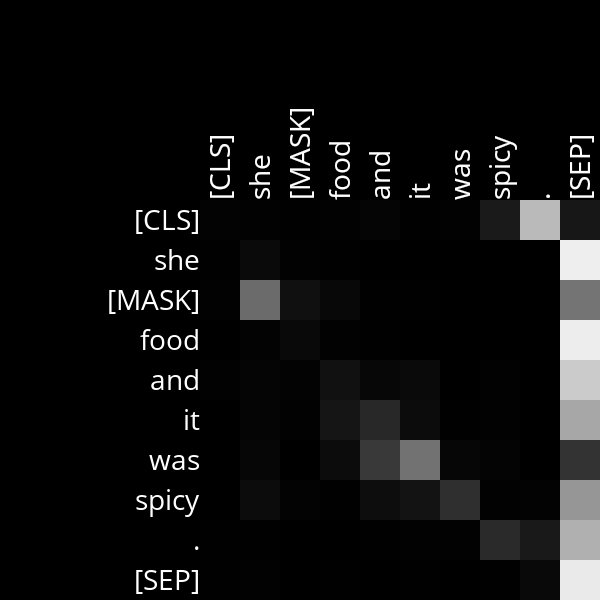 [CLS] she [MASK] food and it was spicy . [SEP]
[CLS]
she
[MASK]
food
and
it
was
spicy
.
[SEP]